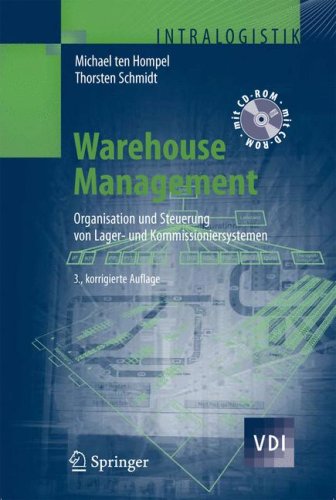 INTRALOGISTIK
Michael ten Hompel
Thorsten Schmidt
mit CD-ROM · mit CD-ROM ·
Warehouse
Management
Organisation und Steuerung
von Lager- und Kommissioniersystemen
3., korrigierte Auflage
Springer
VDI